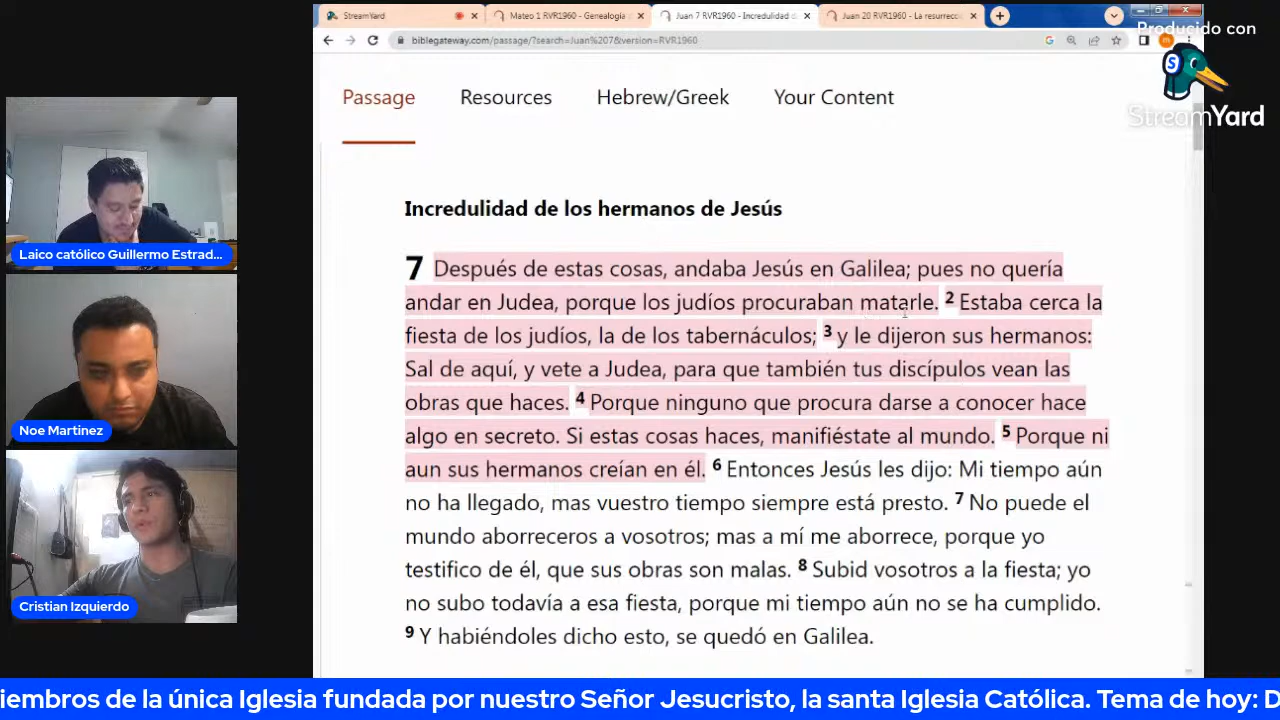 StreamYard
Mateo 1 RVR1960 - Genealogía
Juan 7 RVR1960 - Incredulidad d
Juan 20 RVR1960 - La resurrecc
biblegateway.com/passage/?search=Juan%207&version=RVR1960
Producido con
StreamYard
Passage
Resources
Hebrew/Greek
Your Content
Incredulidad de los hermanos de Jesús
7 Después de estas cosas, andaba Jesús en Galilea; pues no quería
andar en Judea, porque los judíos procuraban matarle. 2 Estaba cerca la
fiesta de los judíos, la de los tabernáculos; 3 y le dijeron sus hermanos:
Sal de aquí, y vete a Judea, para que también tus discípulos vean las
obras que haces. 4 Porque ninguno que procura darse a conocer hace
algo en secreto. Si estas cosas haces, manifiéstate al mundo. 5 Porque ni
aun sus hermanos creían en él. 6 Entonces Jesús les dijo: Mi tiempo aún
no ha llegado, mas vuestro tiempo siempre está presto. 7 No puede el
mundo aborreceros a vosotros; mas a mí me aborrece, porque yo
testifico de él, que sus obras son malas. 8 Subid vosotros a la fiesta; yo
no subo todavía a esa fiesta, porque mi tiempo aún no se ha cumplido.
9 Y habiéndoles dicho esto, se quedó en Galilea.
Laico católico Guillermo Estrad...
Noe Martinez
Cristian Izquierdo
iembros de la única Iglesia fundada por nuestro Señor Jesucristo, la santa Iglesia Católica. Tema de hoy: D